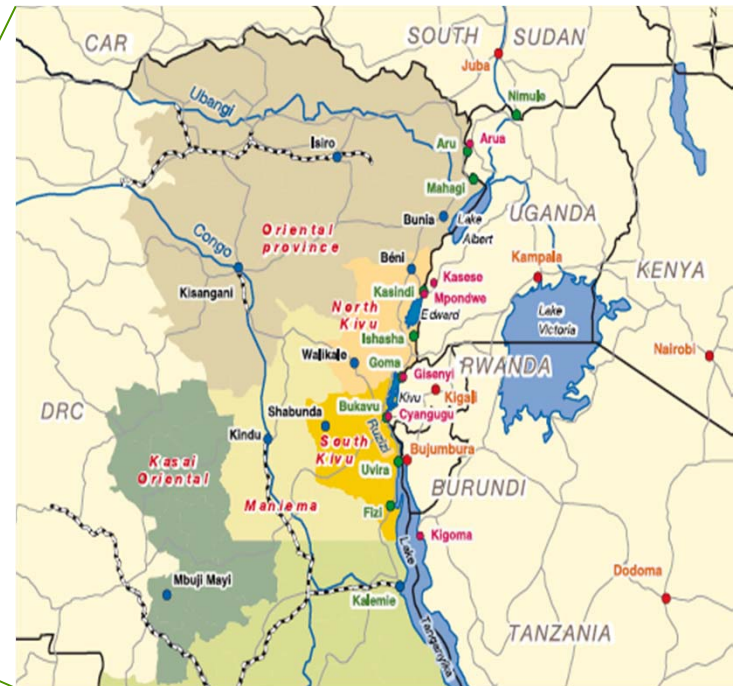 N
CAR
SOUTH SUDAN
Juba
Nimule
Ubangi
Aru
Arua
Isiro
Mahagi
Bunia
Lake
Albert
UGANDA
Oriental
province
Congo
Béni
Kampala
KENYA
Kasese
Kasindi
Mpondwe
Kisangani
North
Kivu
Edward
Lake
Victoria
Ishasha
Walikale
Nairobi
Goma
Gisenyi
RWANDA
Kivu
Kigali
DRC
Shabunda
Bukavu
Cyangugu
Ruzizi
Kindu
South
Kivu
Bujumbura
Kasai
Oriental
Uvira
BURUNDI
Maniema
Fizi
Kigoma
Lake
Tanganyika
Mbuji Mayi
Kalemie
Dodoma
TANZANIA